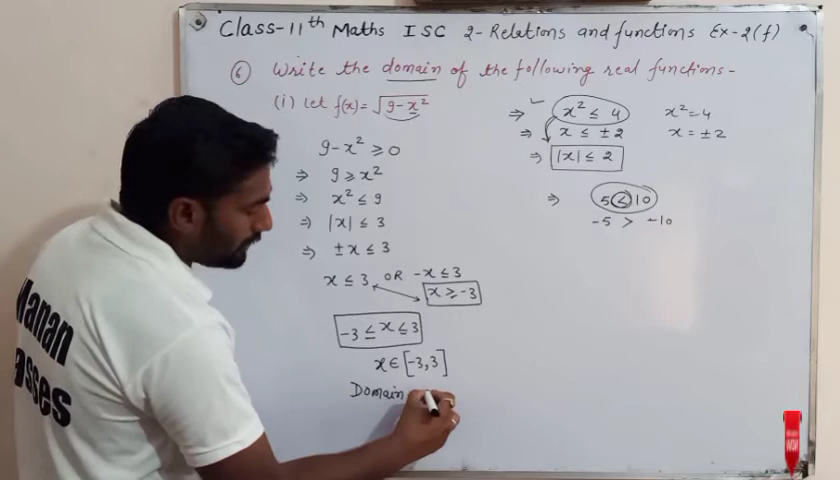 Class-11th Maths ISC 2-Relations and functions Ex-2(f)
⑥ Write the domain of the following real functions-
(i) Let f(x) = √9-x²
9-x² ≥ 0
⇒ 9 ≥ x²
⇒ x² ≤ 9
⇒ |x| ≤ 3
⇒ ±x ≤ 3
x ≤ 3 OR -x ≤ 3
x ≥ -3
-3 ≤ x ≤ 3
x ∈ [-3,3]
Domain
⇒ x² ≤ 4
⇒ x ≤ ±2
⇒ |x| ≤ 2
x² = 4
x = ±2
⇒ 5 < 10
-5 > -10
Manan
asses